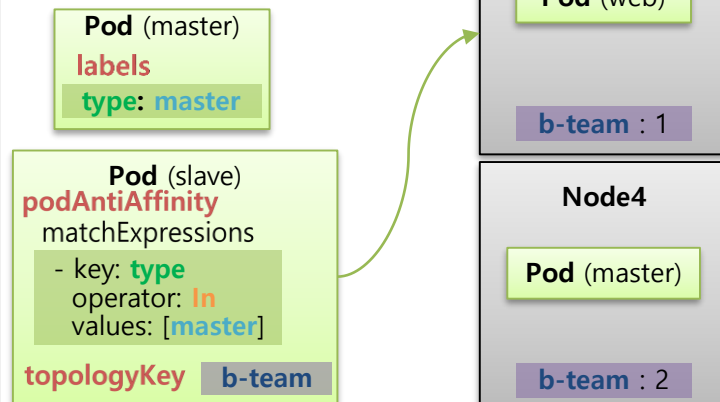 Pod (master)
labels
type: master
Pod (slave)
podAntiAffinity
matchExpressions
- key: type
operator: In
values: [master]
topologyKey b-team
Pod (web)
b-team : 1
Node4
Pod (master)
b-team : 2